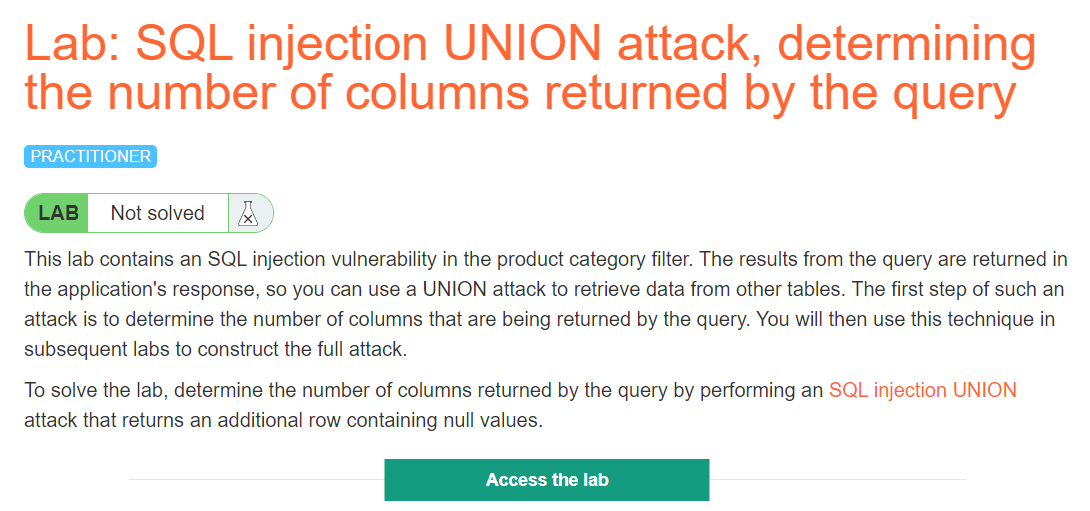 Lab: SQL injection UNION attack, determining
the number of columns returned by the query
PRACTITIONER
LAB Not solved
This lab contains an SQL injection vulnerability in the product category filter. The results from the query are returned in
the application's response, so you can use a UNION attack to retrieve data from other tables. The first step of such an
attack is to determine the number of columns that are being returned by the query. You will then use this technique in
subsequent labs to construct the full attack.
To solve the lab, determine the number of columns returned by the query by performing an SQL injection UNION
attack that returns an additional row containing null values.
Access the lab